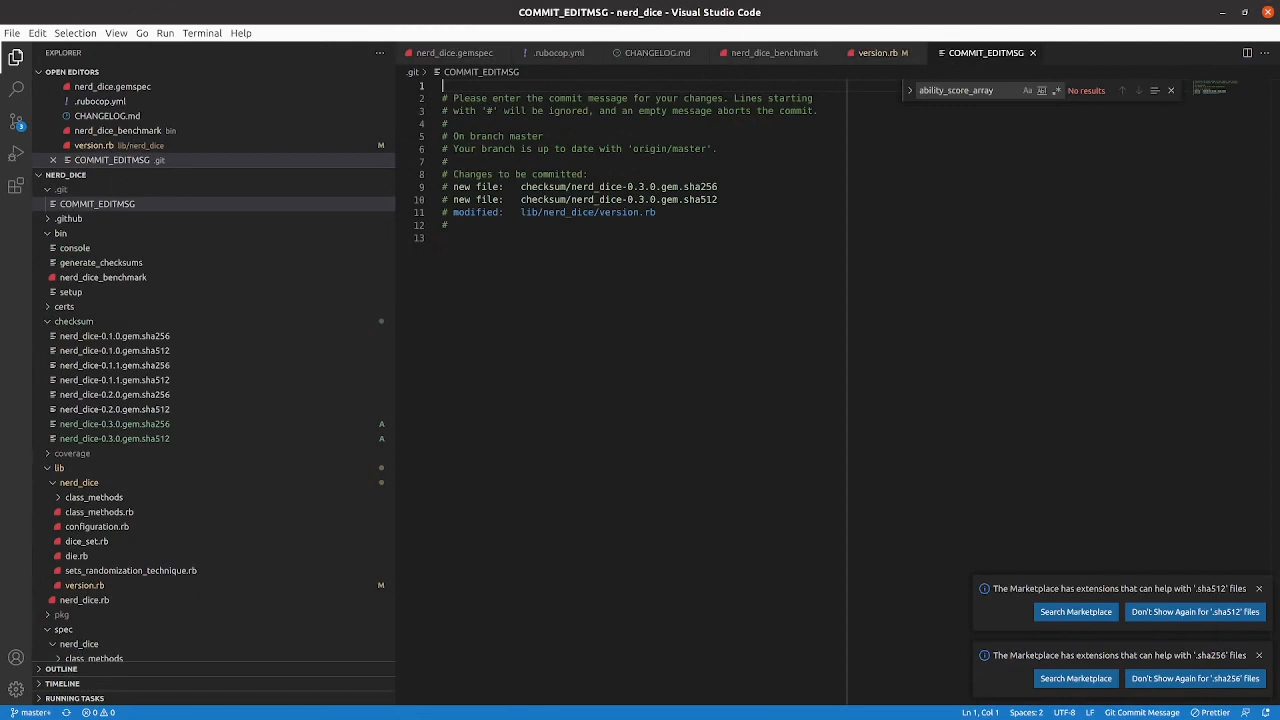 COMMIT_EDITMSG - nerd_dice - Visual Studio Code
File Edit Selection View Go Run Terminal Help
EXPLORER
OPEN EDITORS
nerd_dice.gemspec
.rubocop.yml
CHANGELOG.md
nerd_dice_benchmark bin
version.rb lib/nerd_dice M
COMMIT_EDITMSG .git
NERD_DICE
.git
COMMIT_EDITMSG
.github
bin
console
generate_checksums
nerd_dice_benchmark
setup
certs
checksum
nerd_dice-0.1.0.gem.sha256
nerd_dice-0.1.0.gem.sha512
nerd_dice-0.1.1.gem.sha256
nerd_dice-0.1.1.gem.sha512
nerd_dice-0.2.0.gem.sha256
nerd_dice-0.2.0.gem.sha512
nerd_dice-0.3.0.gem.sha256 A
nerd_dice-0.3.0.gem.sha512 A
coverage
lib
nerd_dice
class_methods
class_methods.rb
configuration.rb
dice_set.rb
die.rb
sets_randomization_technique.rb
version.rb M
nerd_dice.rb
pkg
spec
nerd_dice
class_methods
OUTLINE
TIMELINE
RUNNING TASKS
3
nerd_dice.gemspec .rubocop.yml CHANGELOG.md nerd_dice_benchmark version.rb M COMMIT_EDITMSG
.git COMMIT_EDITMSG
ability_score_array Aa ab .* No results
1
2 # Please enter the commit message for your changes. Lines starting
3 # with '#' will be ignored, and an empty message aborts the commit.
4 #
5 # On branch master
6 # Your branch is up to date with 'origin/master'.
7 #
8 # Changes to be committed:
9 # new file: checksum/nerd_dice-0.3.0.gem.sha256
10 # new file: checksum/nerd_dice-0.3.0.gem.sha512
11 # modified: lib/nerd_dice/version.rb
12 #
13
The Marketplace has extensions that can help with '.sha512' files
Search Marketplace Don't Show Again for '.sha512' files
The Marketplace has extensions that can help with '.sha256' files
Search Marketplace Don't Show Again for '.sha256' files
master+ 0 0 Ln 1, Col 1 Spaces: 2 UTF-8 LF Git Commit Message Prettier